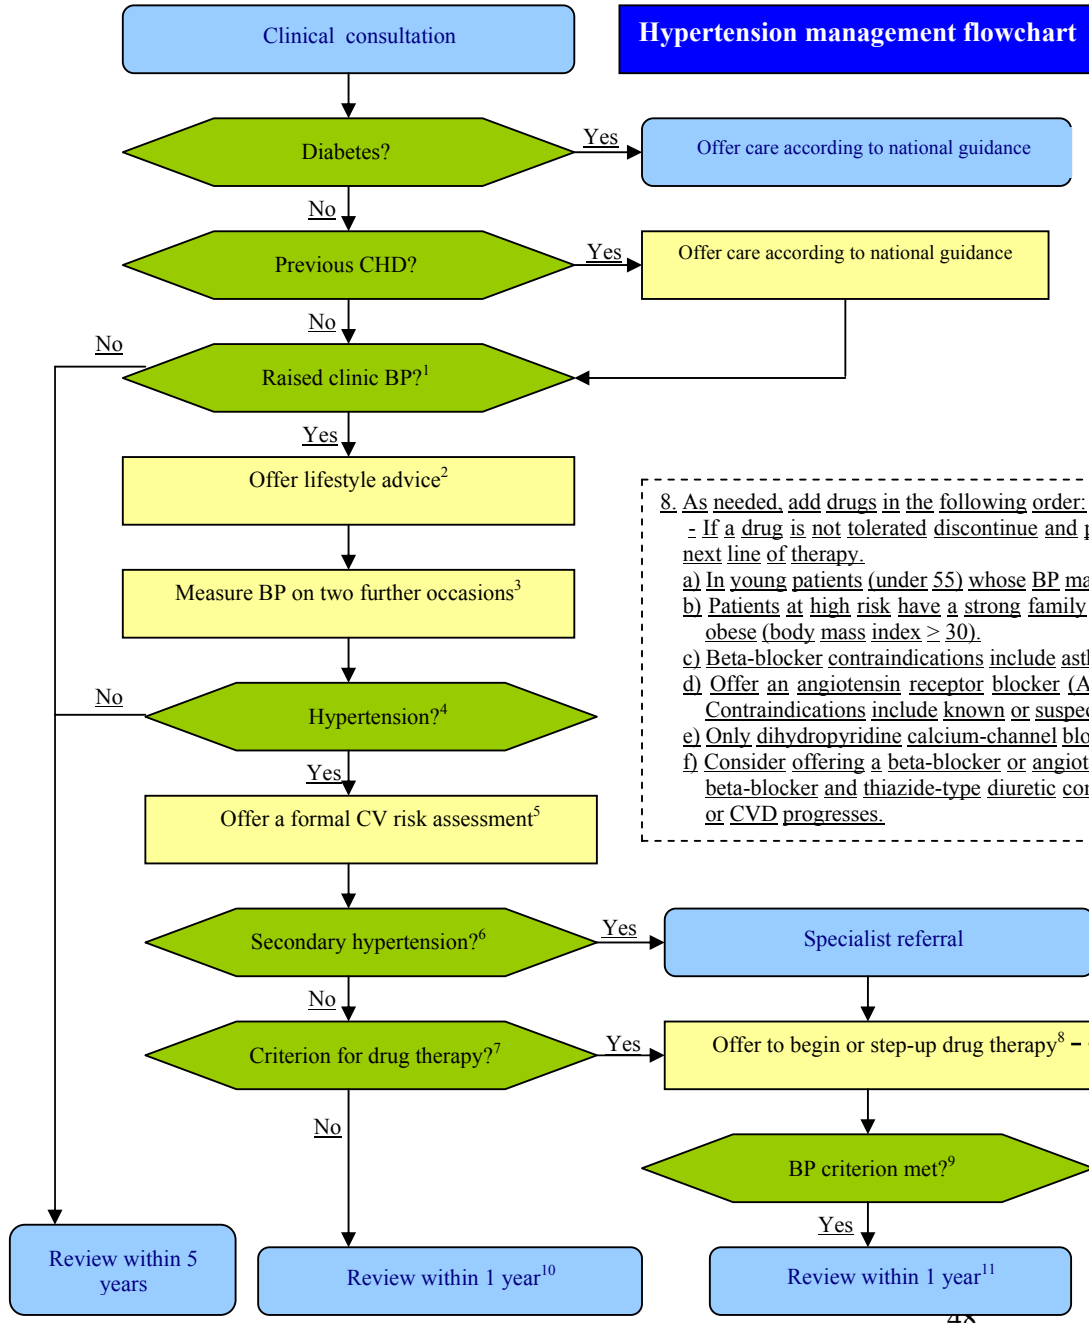 Clinical consultation
Hypertension management flowchart
Diabetes?
Yes
Offer care according to national guidance
No
Previous CHD?
Yes
Offer care according to national guidance
No
No
Raised clinic BP?1
Yes
Offer lifestyle advice2
Measure BP on two further occasions3
No
Hypertension?4
Yes
Offer a formal CV risk assessment5
8. As needed, add drugs in the following order:
- If a drug is not tolerated discontinue and
next line of therapy.
a) In young patients (under 55) whose BP
b) Patients at high risk have a strong family
obese (body mass index > 30).
c) Beta-blocker contraindications include
d) Offer an angiotensin receptor blocker
Contraindications include known or
e) Only dihydropyridine calcium-channel
f) Consider offering a beta-blocker or
beta-blocker and thiazide-type diuretic
or CVD progresses.
Secondary hypertension?6
Yes
Specialist referral
No
Criterion for drug therapy?7
Yes
Offer to begin or step-up drug therapy8
No
BP criterion met?9
Yes
Review within 5
years
Review within 1 year10
Review within 1 year11